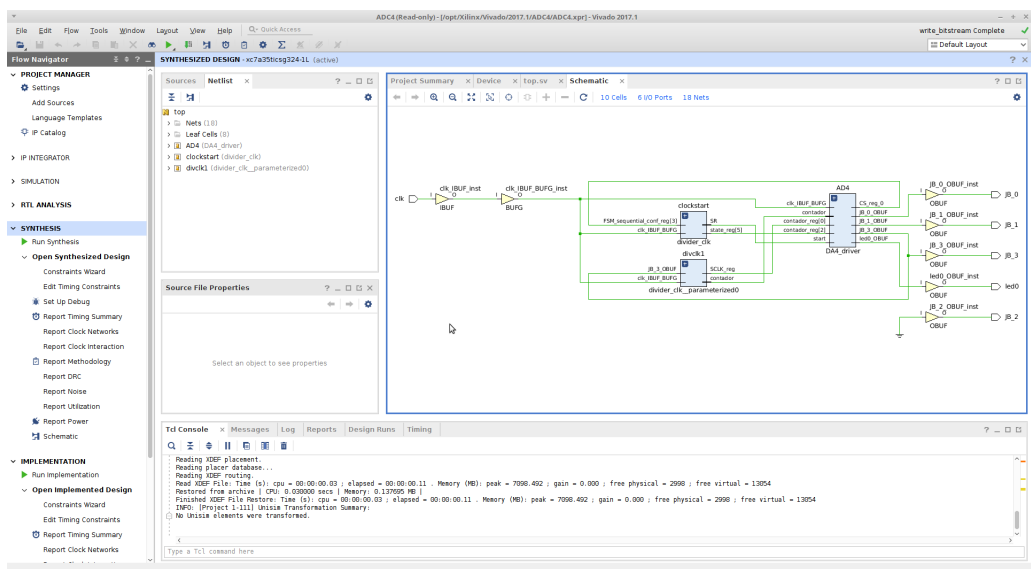 ADC4 (Read-only) - [/opt/Xilinx/Vivado/2017.1/ADC4/ADC4.xpr] - Vivado 2017.1
File Edit Flow Tools Window Layout View Help Q- Quick Access
write_bitstream Complete
Default Layout
Flow Navigator
SYNTHESIZED DESIGN - xc7a35ticsg324-1L (active)
PROJECT MANAGER
Settings
Add Sources
Language Templates
IP Catalog
IP INTEGRATOR
SIMULATION
RTL ANALYSIS
SYNTHESIS
Run Synthesis
Open Synthesized Design
Constraints Wizard
Edit Timing Constraints
Set Up Debug
Report Timing Summary
Report Clock Networks
Report Clock Interaction
Report Methodology
Report DRC
Report Noise
Report Utilization
Report Power
Schematic
IMPLEMENTATION
Run Implementation
Open Implemented Design
Constraints Wizard
Edit Timing Constraints
Report Timing Summary
Report Clock Networks
Sources Netlist
top
Nets (18)
Leaf Cells (8)
AD4 (DA4_driver)
clockstart (divider_clk)
divclk1 (divider_clk__parameterized0)
Source File Properties
Select an object to see properties
Project Summary Device top.sv Schematic
10 Cells 6 I/O Ports 18 Nets
clk
clk_IBUF_inst
I O
IBUF
clk_IBUF_BUFG_inst
I O
BUFG
clockstart
FSM_sequential_conf_reg[3] SR
clk_IBUF_BUFG state_reg[5]
divider_clk
divclk1
JB_3_OBUF SCLK_reg
clk_IBUF_BUFG contador
divider_clk__parameterized0
AD4
clk_IBUF_BUFG CS_reg_0
contador JB_0_OBUF
contador_reg[0] JB_1_OBUF
contador_reg[2] JB_3_OBUF
start led0_OBUF
DA4_driver
JB_0_OBUF_inst
I O JB_0
OBUF
JB_1_OBUF_inst
I O JB_1
OBUF
JB_3_OBUF_inst
I O JB_3
OBUF
led0_OBUF_inst
I O led0
OBUF
JB_2_OBUF_inst
I O JB_2
OBUF
Tcl Console Messages Log Reports Design Runs Timing
Reading XDEF placement.
Reading placer database...
Reading XDEF routing.
Read XDEF File: Time (s): cpu = 00:00:00.03 ; elapsed = 00:00:00.11 . Memory (MB): peak = 7098.492 ; gain = 0.000 ; free physical = 2998 ; free virtual = 13054
Restored from archive | CPU: 0.030000 secs | Memory: 0.137695 MB |
Finished XDEF File Restore: Time (s): cpu = 00:00:00.03 ; elapsed = 00:00:00.11 . Memory (MB): peak = 7098.492 ; gain = 0.000 ; free physical = 2998 ; free virtual = 13054
INFO: [Project 1-111] Unisim Transformation Summary:
No Unisim elements were transformed.
Type a Tcl command here